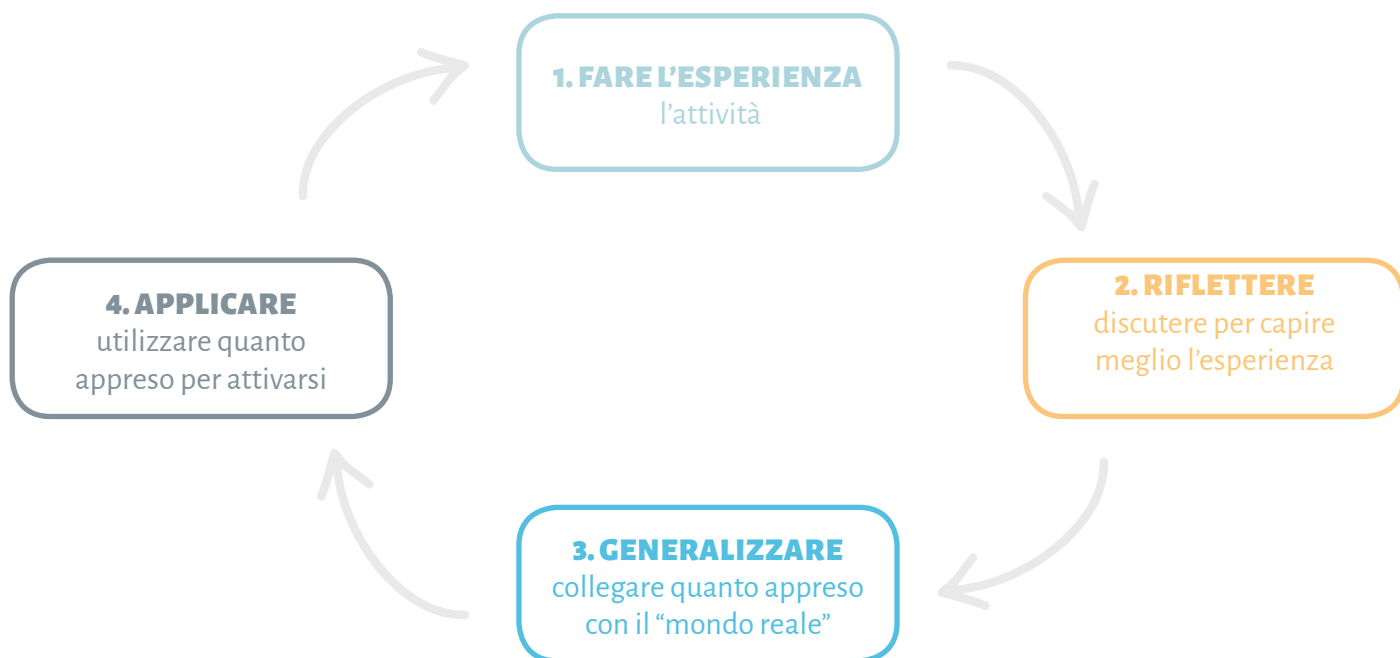 1. FARE L’ESPERIENZA
l’attività
2. RIFLETTERE
discutere per capire
meglio l’esperienza
3. GENERALIZZARE
collegare quanto appreso
con il “mondo reale”
4. APPLICARE
utilizzare quanto
appreso per attivarsi